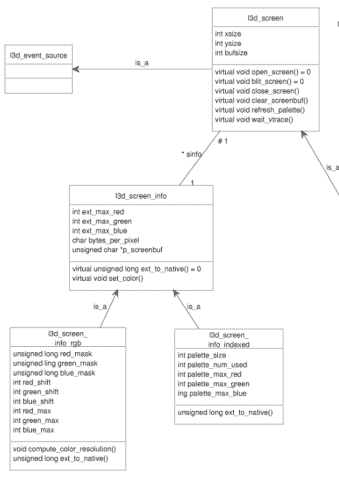 l3d_screen
int xsize
int ysize
int bufsize
virtual void open_screen() = 0
virtual void blit_screen() = 0
virtual void close_screen()
virtual void clear_screenbuf()
virtual void refresh_palette()
virtual void wait_vtrace()
l3d_event_source
is_a
# 1
* sinfo
1
is_a
l3d_screen_info
int ext_max_red
int ext_max_green
int ext_max_blue
char bytes_per_pixel
unsigned char *p_screenbuf
virtual unsigned long ext_to_native() = 0
virtual void set_color()
is_a
is_a
l3d_screen_
info_rgb
unsigned long red_mask
unsigned ling green_mask
unsigned long blue_mask
int red_shift
int green_shift
int blue_shift
int red_max
int green_max
int blue_max
void compute_color_resolution()
unsigned long ext_to_native()
l3d_screen_
info_indexed
int palette_size
int palette_num_used
int palette_max_red
int palette_max_green
ing palette_max_blue
unsigned long ext_to_native()